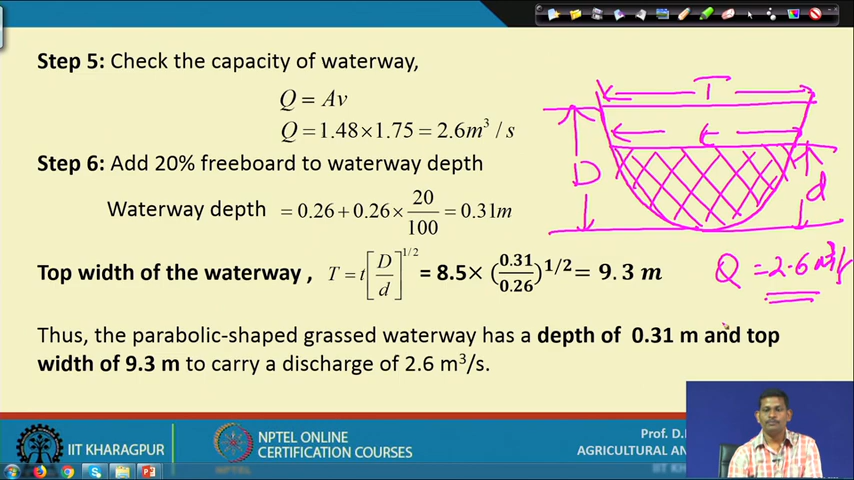 Step 5: Check the capacity of waterway,
Q = Av
Q = 1.48 × 1.75 = 2.6m³ / s
Step 6: Add 20% freeboard to waterway depth
Waterway depth = 0.26 + 0.26 × 20/100 = 0.31m
Top width of the waterway , T = t[D/d]^1/2 = 8.5× (0.31/0.26)^1/2 = 9.3 m
Thus, the parabolic-shaped grassed waterway has a depth of 0.31 m and top
width of 9.3 m to carry a discharge of 2.6 m³/s.
T
t
D
d
Q = 2.6 m³/s
IIT KHARAGPUR
NPTEL ONLINE
CERTIFICATION COURSES
Prof. D.
AGRICULTURAL AN